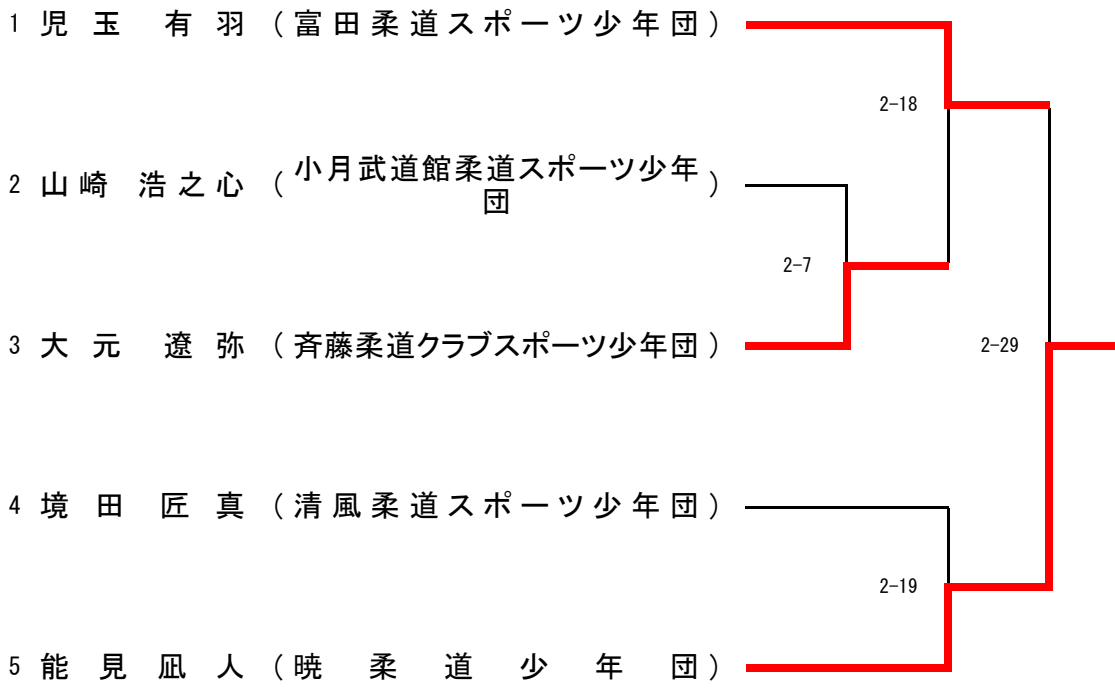 1 児玉 有羽 (富田柔道スポーツ少年団)
2-18
2 山崎 浩之心 (小月武道館柔道スポーツ少年
団)
2-7
3 大元 遼弥 (斉藤柔道クラブスポーツ少年団)
2-29
4 境田 匠真 (清風柔道スポーツ少年団)
2-19
5 能見 凪人 (暁柔道少年団)